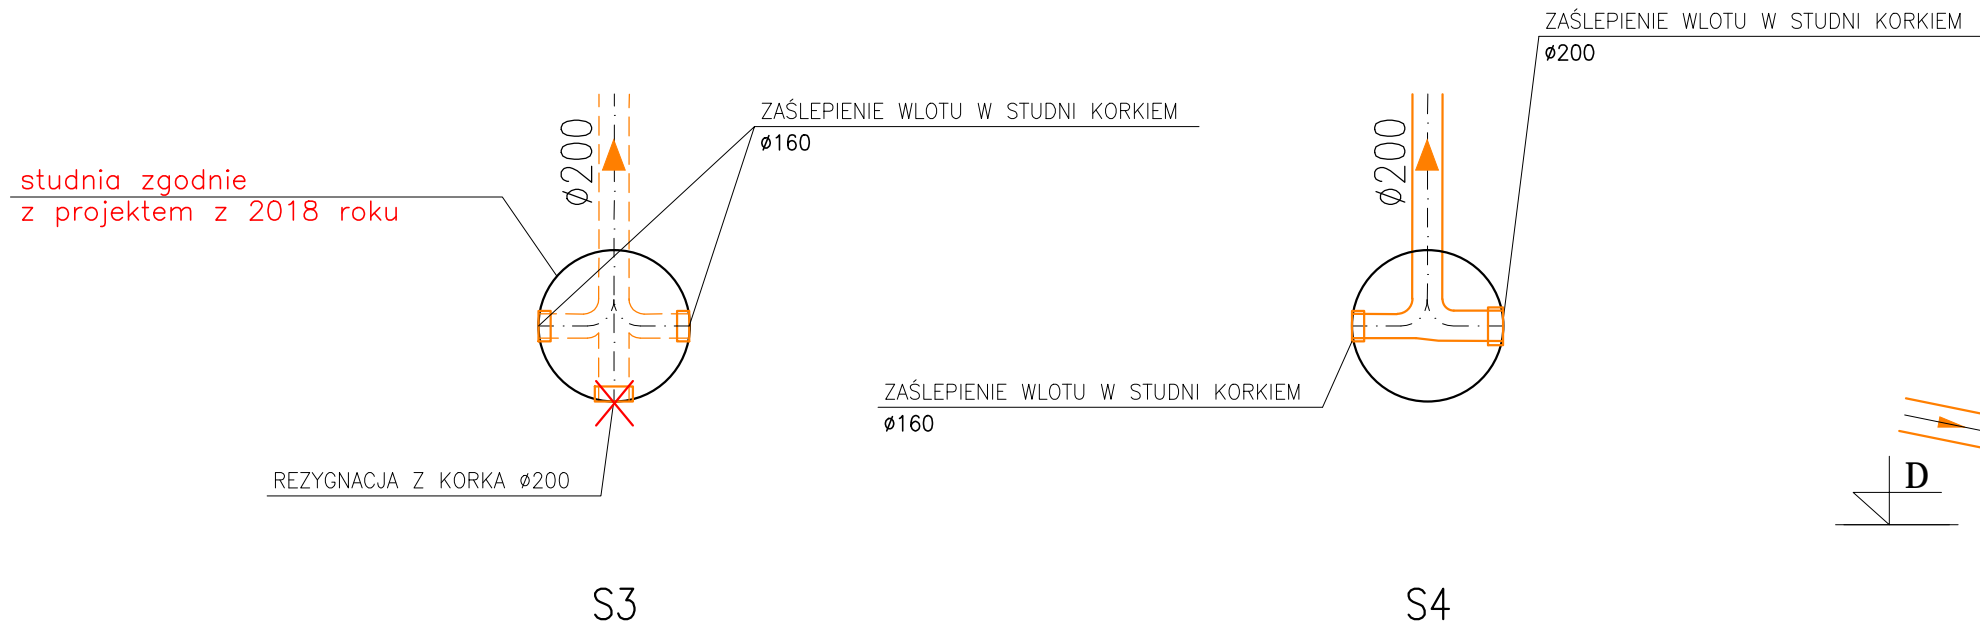 ZAŚLEPIENIE WLOTU W STUDNI KORKIEM
ø200
ZAŚLEPIENIE WLOTU W STUDNI KORKIEM
ø160
ø200
ø200
studnia zgodnie
z projektem z 2018 roku
ZAŚLEPIENIE WLOTU W STUDNI KORKIEM
ø160
REZYGNACJA Z KORKA ø200
D
S3
S4